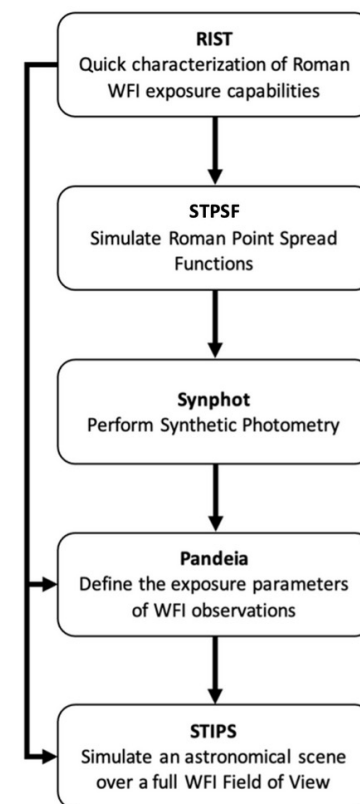 RIST
Quick characterization of Roman
WFI exposure capabilities
STPSF
Simulate Roman Point Spread
Functions
Synphot
Perform Synthetic Photometry
Pandeia
Define the exposure parameters
of WFI observations
STIPS
Simulate an astronomical scene
over a full WFI Field of View